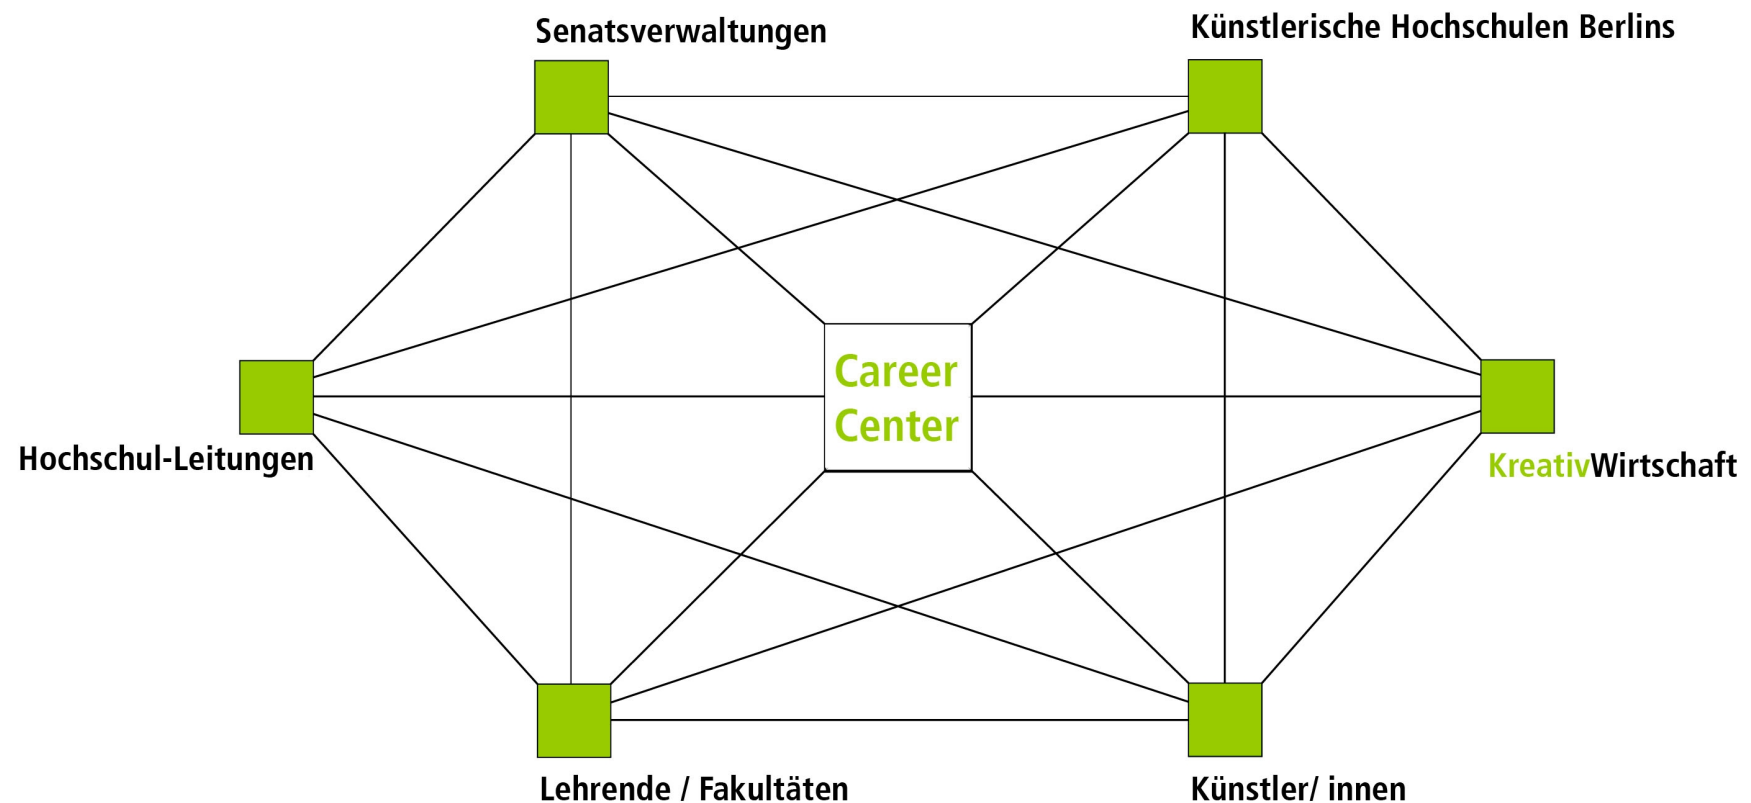 Senatsverwaltungen
Künstlerische Hochschulen Berlins
Career
Center
Hochschul-Leitungen
KreativWirtschaft
Lehrende / Fakultäten
Künstler/ innen